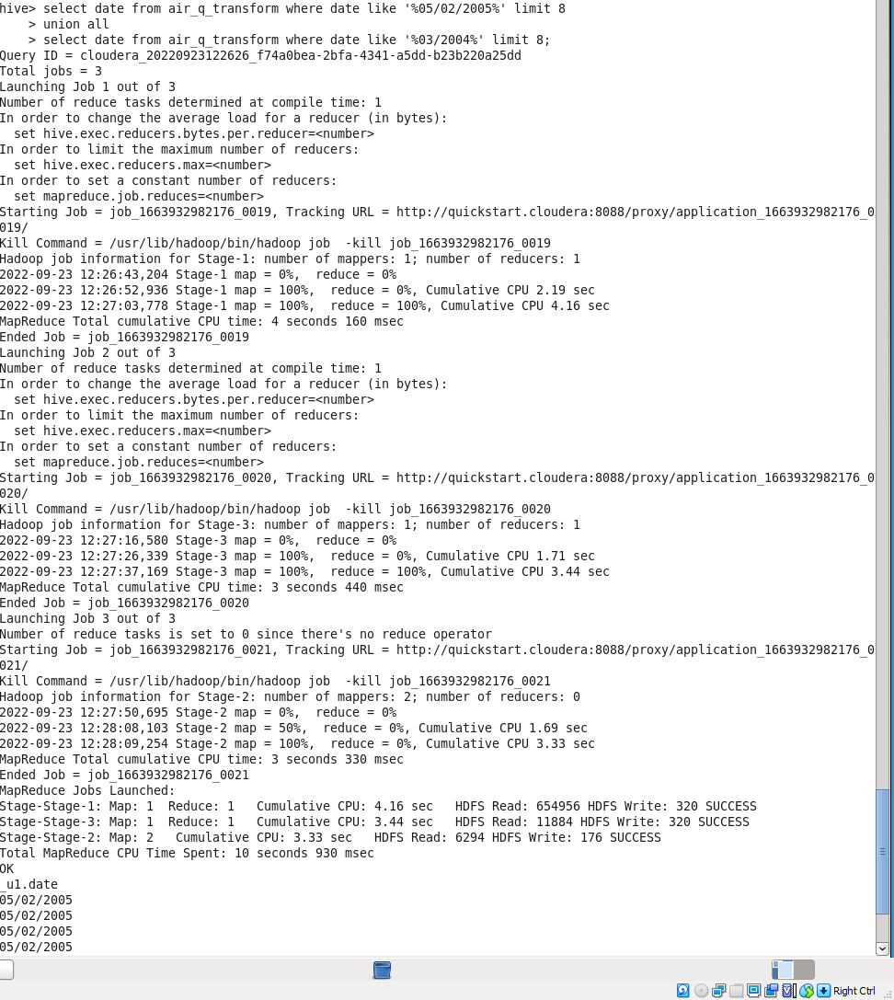 hive> select date from air_q_transform where date like '%05/02/2005%' limit 8
    > union all
    > select date from air_q_transform where date like '%03/2004%' limit 8;
Query ID = cloudera_20220923122626_f74a0bea-2bfa-4341-a5dd-b23b220a25dd
Total jobs = 3
Launching Job 1 out of 3
Number of reduce tasks determined at compile time: 1
In order to change the average load for a reducer (in bytes):
  set hive.exec.reducers.bytes.per.reducer=<number>
In order to limit the maximum number of reducers:
  set hive.exec.reducers.max=<number>
In order to set a constant number of reducers:
  set mapreduce.job.reduces=<number>
Starting Job = job_1663932982176_0019, Tracking URL = http://quickstart.cloudera:8088/proxy/application_1663932982176_0
019/
Kill Command = /usr/lib/hadoop/bin/hadoop job  -kill job_1663932982176_0019
Hadoop job information for Stage-1: number of mappers: 1; number of reducers: 1
2022-09-23 12:26:43,204 Stage-1 map = 0%,  reduce = 0%
2022-09-23 12:26:52,936 Stage-1 map = 100%,  reduce = 0%, Cumulative CPU 2.19 sec
2022-09-23 12:27:03,778 Stage-1 map = 100%,  reduce = 100%, Cumulative CPU 4.16 sec
MapReduce Total cumulative CPU time: 4 seconds 160 msec
Ended Job = job_1663932982176_0019
Launching Job 2 out of 3
Number of reduce tasks determined at compile time: 1
In order to change the average load for a reducer (in bytes):
  set hive.exec.reducers.bytes.per.reducer=<number>
In order to limit the maximum number of reducers:
  set hive.exec.reducers.max=<number>
In order to set a constant number of reducers:
  set mapreduce.job.reduces=<number>
Starting Job = job_1663932982176_0020, Tracking URL = http://quickstart.cloudera:8088/proxy/application_1663932982176_0
020/
Kill Command = /usr/lib/hadoop/bin/hadoop job  -kill job_1663932982176_0020
Hadoop job information for Stage-3: number of mappers: 1; number of reducers: 1
2022-09-23 12:27:16,580 Stage-3 map = 0%,  reduce = 0%
2022-09-23 12:27:26,339 Stage-3 map = 100%,  reduce = 0%, Cumulative CPU 1.71 sec
2022-09-23 12:27:37,169 Stage-3 map = 100%,  reduce = 100%, Cumulative CPU 3.44 sec
MapReduce Total cumulative CPU time: 3 seconds 440 msec
Ended Job = job_1663932982176_0020
Launching Job 3 out of 3
Number of reduce tasks is set to 0 since there's no reduce operator
Starting Job = job_1663932982176_0021, Tracking URL = http://quickstart.cloudera:8088/proxy/application_1663932982176_0
021/
Kill Command = /usr/lib/hadoop/bin/hadoop job  -kill job_1663932982176_0021
Hadoop job information for Stage-2: number of mappers: 2; number of reducers: 0
2022-09-23 12:27:50,695 Stage-2 map = 0%,  reduce = 0%
2022-09-23 12:28:08,103 Stage-2 map = 50%,  reduce = 0%, Cumulative CPU 1.69 sec
2022-09-23 12:28:09,254 Stage-2 map = 100%,  reduce = 0%, Cumulative CPU 3.33 sec
MapReduce Total cumulative CPU time: 3 seconds 330 msec
Ended Job = job_1663932982176_0021
MapReduce Jobs Launched:
Stage-Stage-1: Map: 1  Reduce: 1   Cumulative CPU: 4.16 sec   HDFS Read: 654956 HDFS Write: 320 SUCCESS
Stage-Stage-3: Map: 1  Reduce: 1   Cumulative CPU: 3.44 sec   HDFS Read: 11884 HDFS Write: 320 SUCCESS
Stage-Stage-2: Map: 2   Cumulative CPU: 3.33 sec   HDFS Read: 6294 HDFS Write: 176 SUCCESS
Total MapReduce CPU Time Spent: 10 seconds 930 msec
OK
_u1.date
05/02/2005
05/02/2005
05/02/2005
05/02/2005
Right Ctrl